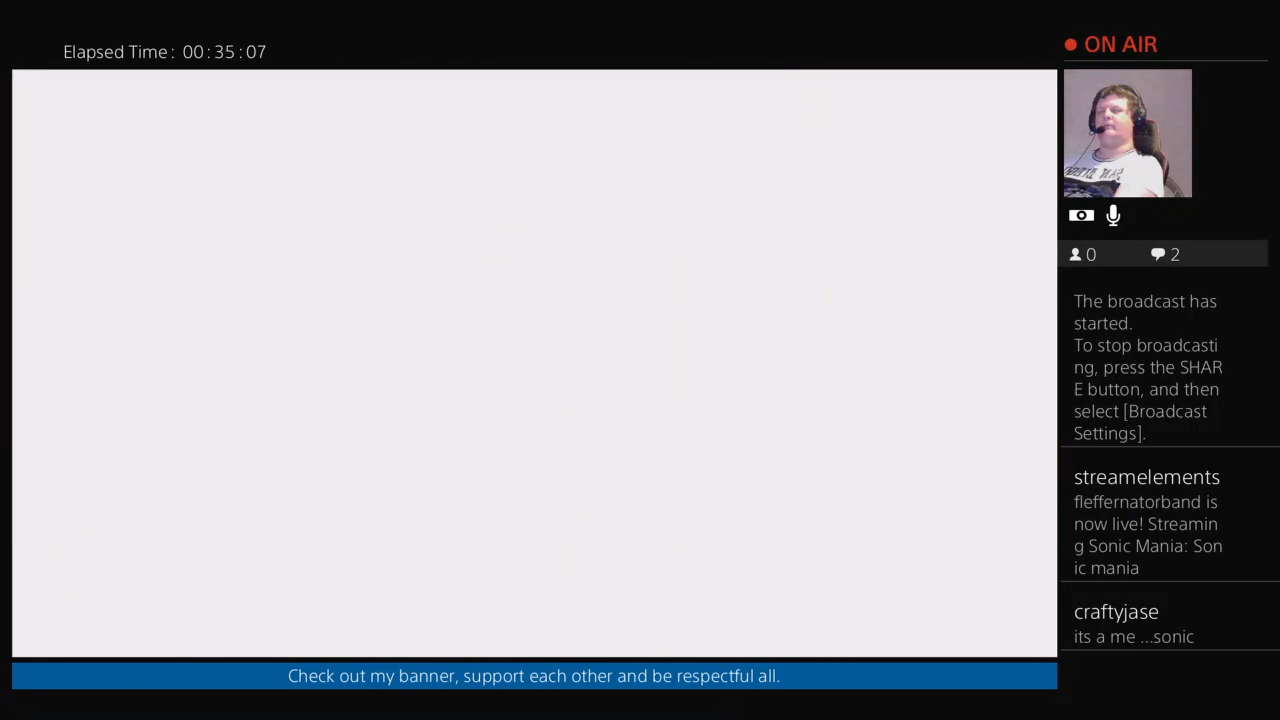 Elapsed Time: 00:35:07
ON AIR
0 2
The broadcast has
started.
To stop broadcasti
ng, press the SHAR
E button, and then
select [Broadcast
Settings].
streamelements
fleffernatorband is
now live! Streamin
g Sonic Mania: Son
ic mania
craftyjase
its a me ...sonic
Check out my banner, support each other and be respectful all.